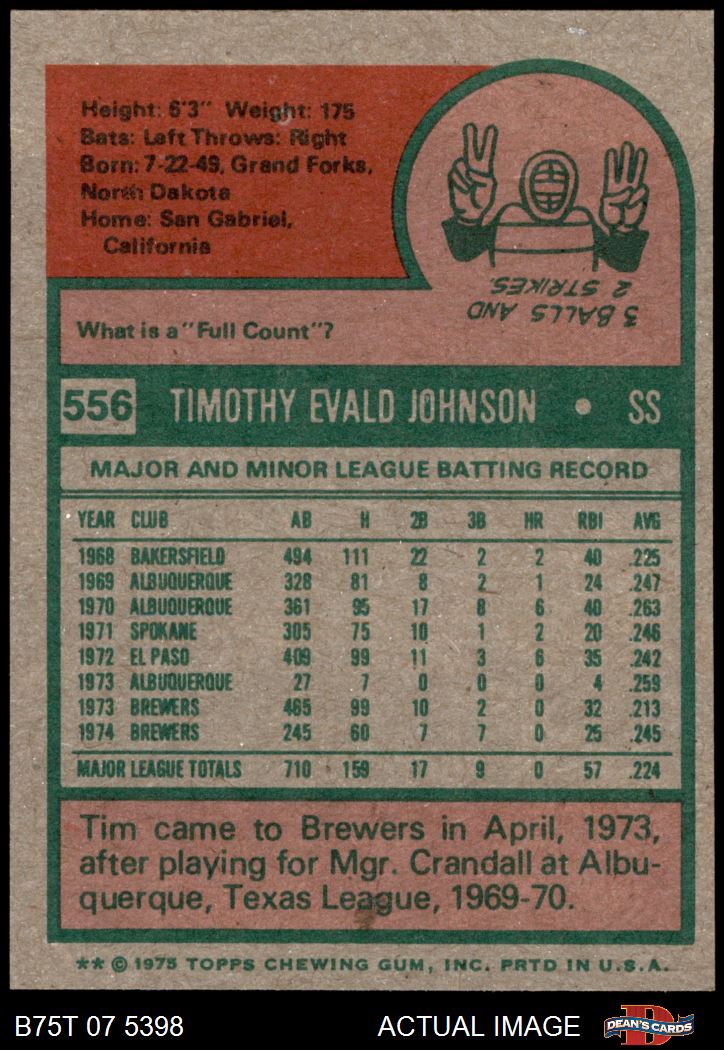 Height: 6'3" Weight: 175
Bats: Left Throws: Right
Born: 7-22-49, Grand Forks,
North Dakota
Home: San Gabriel,
California
3 BALLS AND
2 STRIKES.
What is a "Full Count"?
556 TIMOTHY EVALD JOHNSON • SS
MAJOR AND MINOR LEAGUE BATTING RECORD
YEAR CLUB AB H 2B 3B HR RBI AVG
1968 BAKERSFIELD 494 111 22 2 2 40 .225
1969 ALBUQUERQUE 328 81 8 2 1 24 .247
1970 ALBUQUERQUE 361 95 17 8 6 40 .263
1971 SPOKANE 305 75 10 1 2 20 .246
1972 EL PASO 409 99 11 3 6 35 .242
1973 ALBUQUERQUE 27 7 0 0 0 4 .259
1973 BREWERS 465 99 10 2 0 32 .213
1974 BREWERS 245 60 7 7 0 25 .245
MAJOR LEAGUE TOTALS 710 159 17 9 0 57 .224
Tim came to Brewers in April, 1973,
after playing for Mgr. Crandall at Albu-
querque, Texas League, 1969-70.
** © 1975 TOPPS CHEWING GUM, INC. PRTD IN U.S.A.
B75T 07 5398 ACTUAL IMAGE DEAN'S CARDS